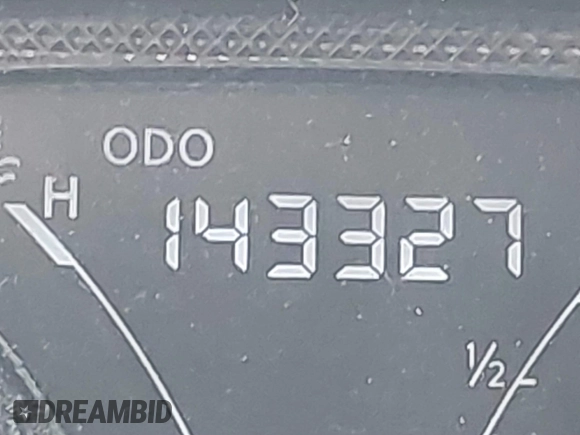 ODO
H
143327
1/2
DREAMBID